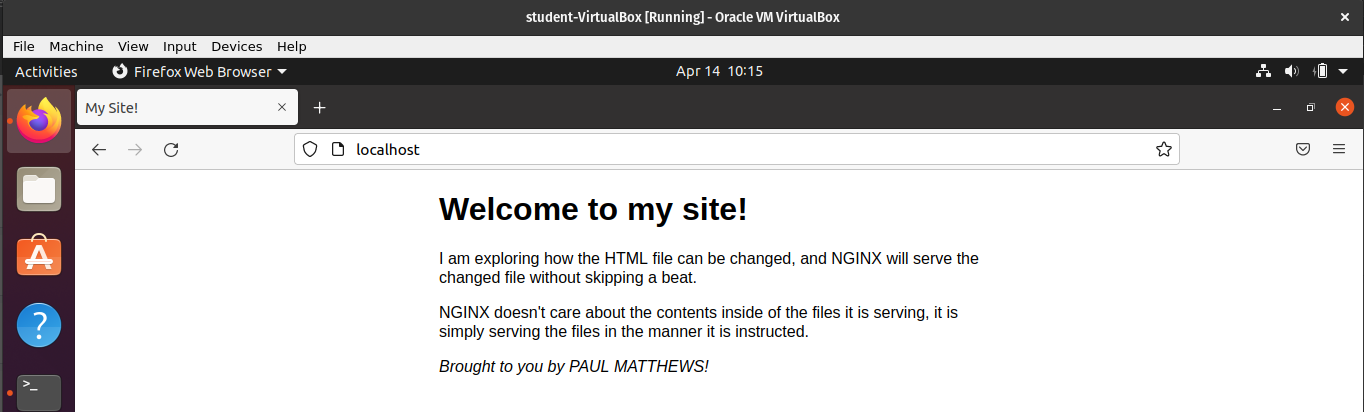 student-VirtualBox [Running] - Oracle VM VirtualBox ×
File Machine View Input Devices Help
Activities Firefox Web Browser Apr 14 10:15
My Site!
localhost
Welcome to my site!
I am exploring how the HTML file can be changed, and NGINX will serve the
changed file without skipping a beat.
NGINX doesn't care about the contents inside of the files it is serving, it is
simply serving the files in the manner it is instructed.
Brought to you by PAUL MATTHEWS!
>_